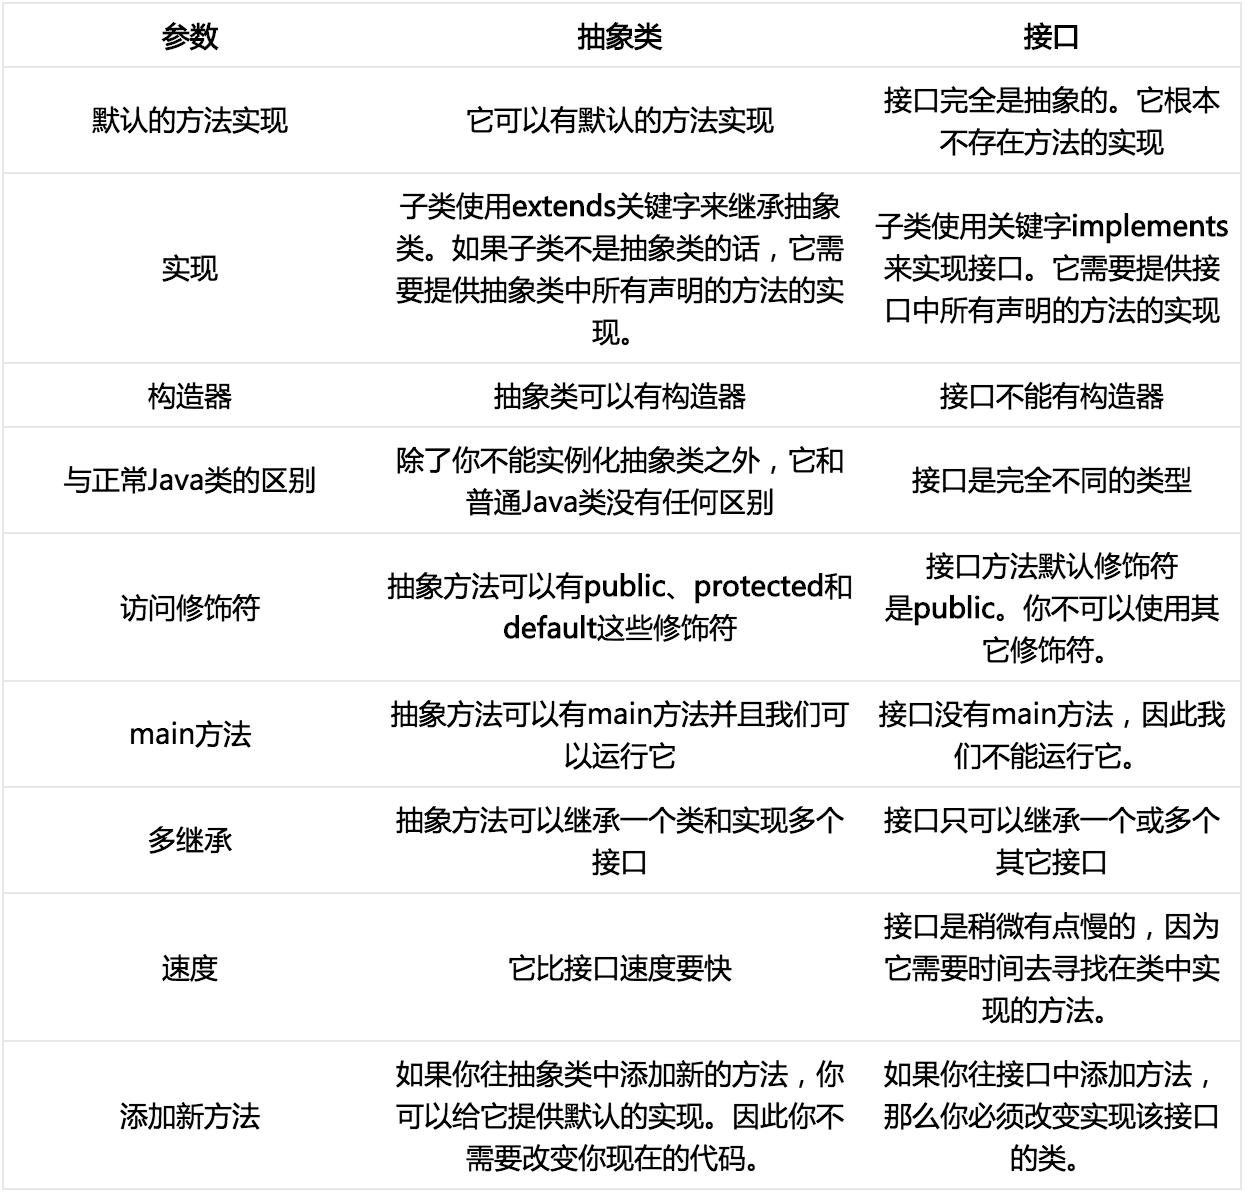 参数
抽象类
接口
默认的方法实现
它可以有默认的方法实现
接口完全是抽象的。它根本
不存在方法的实现
实现
子类使用extends关键字来继承抽象
类。如果子类不是抽象类的话，它需
要提供抽象类中所有声明的方法的实
现。
子类使用关键字implements
来实现接口。它需要提供接
口中所有声明的方法的实现
构造器
抽象类可以有构造器
接口不能有构造器
与正常Java类的区别
除了你不能实例化抽象类之外，它和
普通Java类没有任何区别
接口是完全不同的类型
访问修饰符
抽象方法可以有public、protected和
default这些修饰符
接口方法默认修饰符
是public。你不可以使用其
它修饰符。
main方法
抽象方法可以有main方法并且我们可
以运行它
接口没有main方法，因此我
们不能运行它。
多继承
抽象方法可以继承一个类和实现多个
接口
接口只可以继承一个或多个
其它接口
速度
它比接口速度要快
接口是稍微有点慢的，因为
它需要时间去寻找在类中实
现的方法。
添加新方法
如果你往抽象类中添加新的方法，你
可以给它提供默认的实现。因此你不
需要改变你现在的代码。
如果你往接口中添加方法，
那么你必须改变实现该接口
的类。